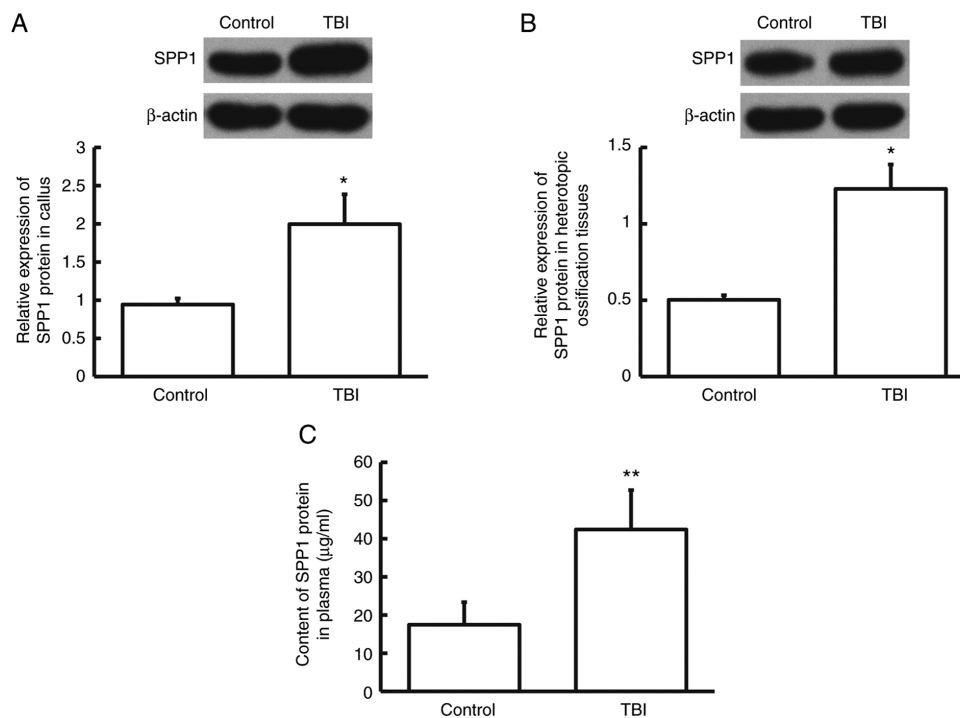 A
Control TBI
SPP1
β-actin
Relative expression of
SPP1 protein in callus
3
2.5
2
1.5
1
0.5
0
*
Control TBI
B
Control TBI
SPP1
β-actin
Relative expression of
SPP1 protein in heterotopic
ossification tissues
1.5
1
0.5
0
*
Control TBI
C
Content of SPP1 protein
in plasma (μg/ml)
60
50
40
30
20
10
0
**
Control TBI